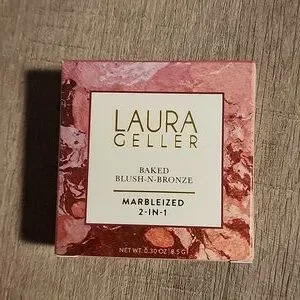 LAURA
GELLER
BAKED
BLUSH-N-BRONZE
MARBLEIZED
2-IN-1
NET WT. 0.30 OZ (8.5 G)